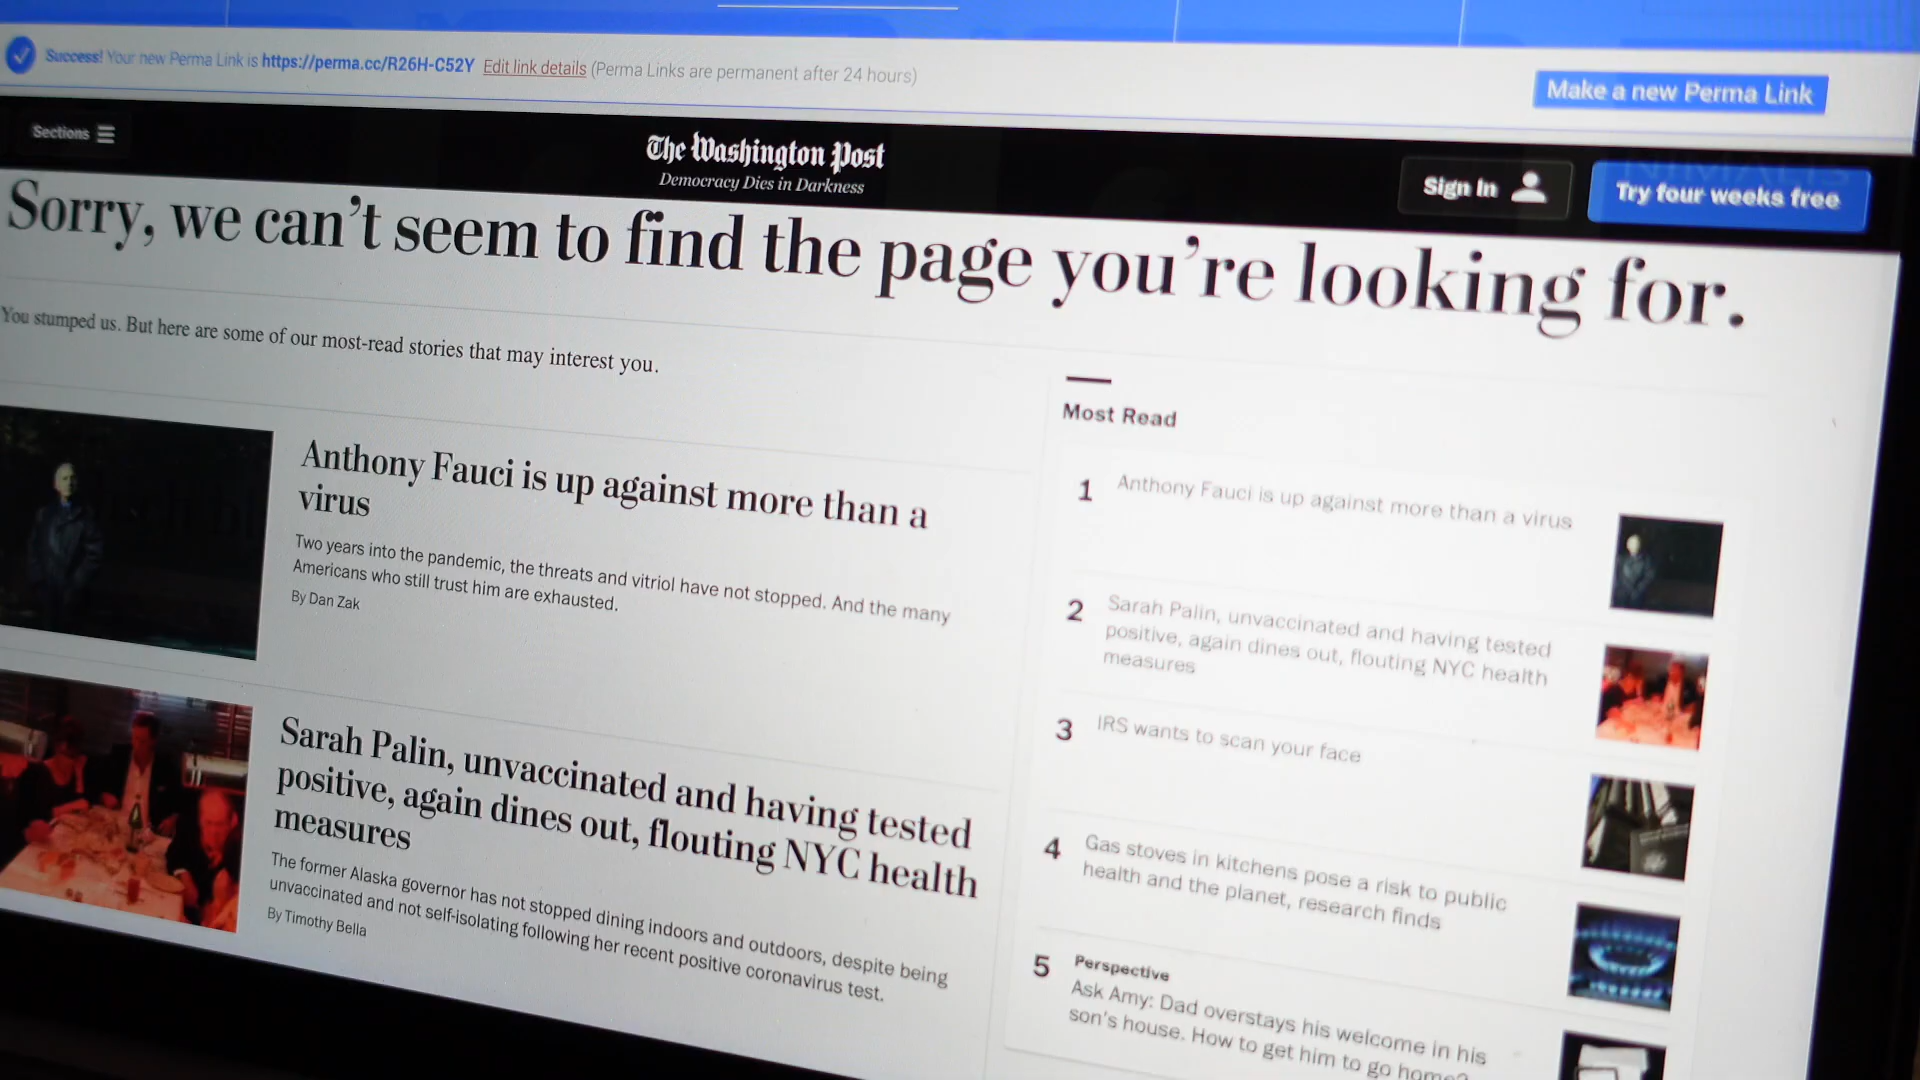 Success! Your new Perma Link is https://perma.cc/R26H-C52Y Edit link details (Perma Links are permanent after 24 hours)
Make a new Perma Link
Sections
The Washington Post
Democracy Dies in Darkness
Sign In
Try four weeks free
Sorry, we can't seem to find the page you're looking for.
You stumped us. But here are some of our most-read stories that may interest you.
Anthony Fauci is up against more than a
virus
Two years into the pandemic, the threats and vitriol have not stopped. And the many
Americans who still trust him are exhausted.
By Dan Zak
Sarah Palin, unvaccinated and having tested
positive, again dines out, flouting NYC health
measures
The former Alaska governor has not stopped dining indoors and outdoors, despite being
unvaccinated and not self-isolating following her recent positive coronavirus test.
By Timothy Bella
Most Read
1 Anthony Fauci is up against more than a virus
2 Sarah Palin, unvaccinated and having tested
positive, again dines out, flouting NYC health
measures
3 IRS wants to scan your face
4 Gas stoves in kitchens pose a risk to public
health and the planet, research finds
5 Perspective
Ask Amy: Dad overstays his welcome in his
son's house. How to get him to go home?